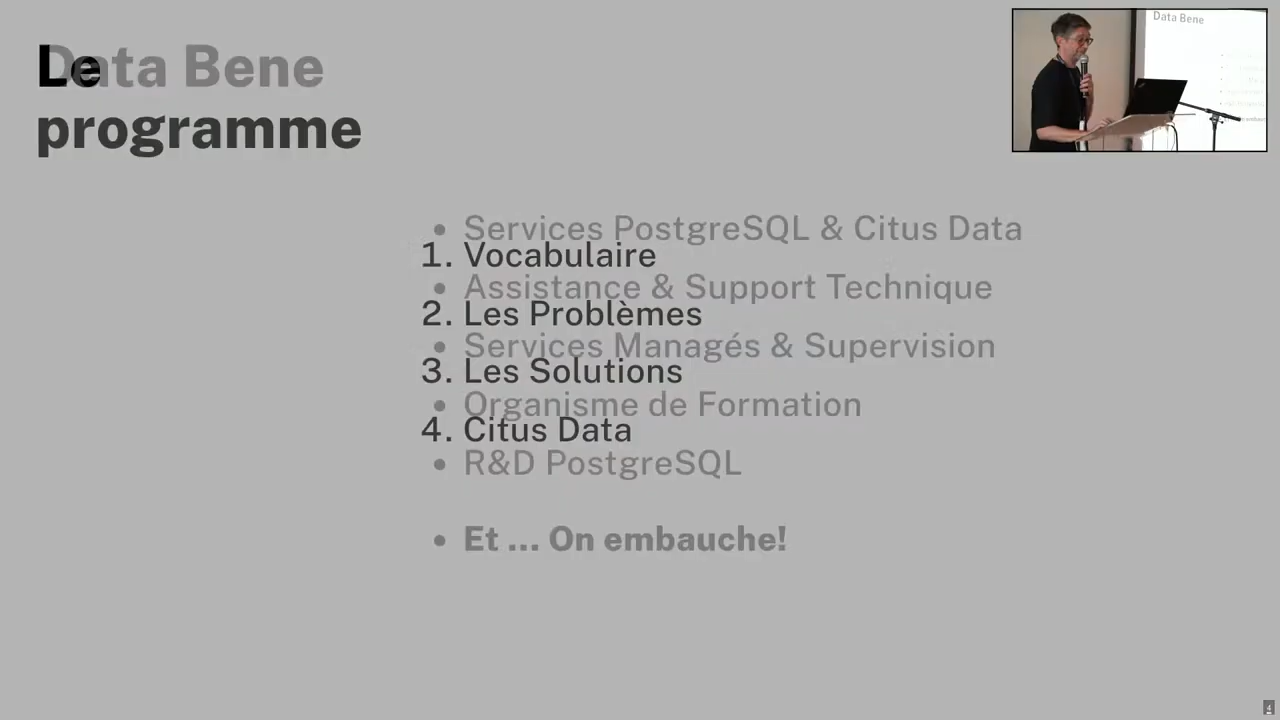 Data Bene
Le
programme
Services PostgreSQL & Citus Data
1. Vocabulaire
Assistance & Support Technique
2. Les Problèmes
Services Managés & Supervision
3. Les Solutions
Organisme de Formation
4. Citus Data
R&D PostgreSQL
Et ... On embauche!
Data Bene
4